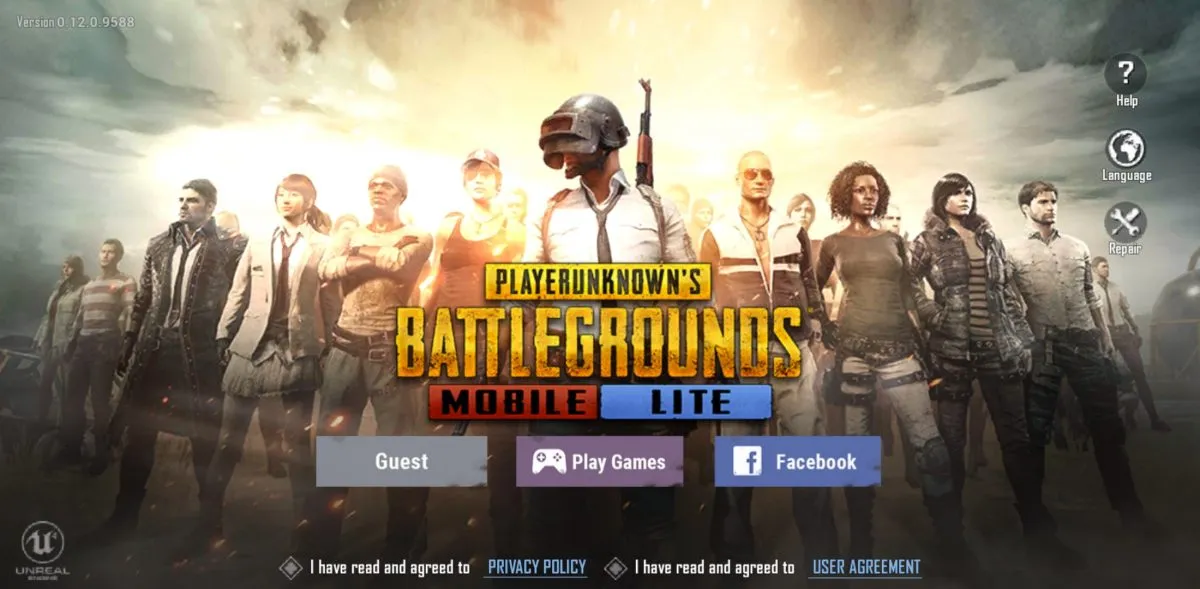 Version 0.12.0.9588
?
Help
Language
Repair
PLAYERUNKNOWN'S
BATTLEGROUNDS
MOBILE LITE
Guest
Play Games
f Facebook
UNREAL
I have read and agreed to PRIVACY POLICY
I have read and agreed to USER AGREEMENT